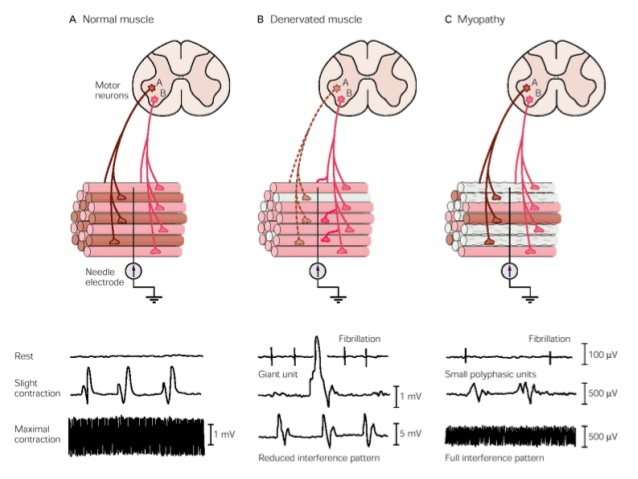 A Normal muscle
B Denervated muscle
C Myopathy
Motor
neurons
A
B
A
B
A
B
Needle
electrode
Rest
Slight
contraction
Maximal
contraction
1 mV
Fibrillation
Giant unit
1 mV
5 mV
Reduced interference pattern
Fibrillation
100 µV
Small polyphasic units
500 µV
500 µV
Full interference pattern